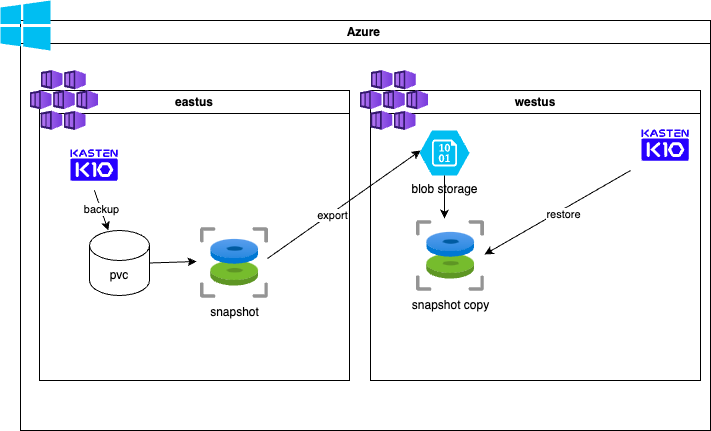 Azure
eastus
westus
KASTEN
K10
10
01
KASTEN
K10
blob storage
backup
export
restore
pvc
snapshot
snapshot copy